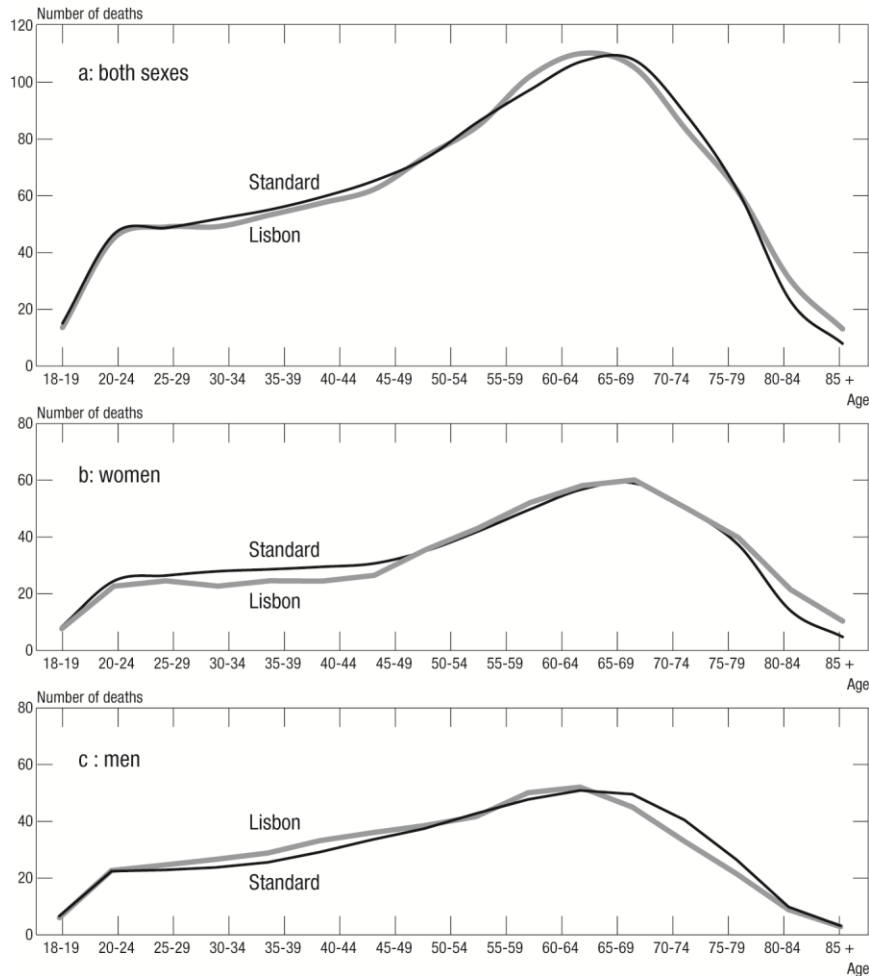 Number of deaths
120
a: both sexes
100
80
Standard
60
Lisbon
40
20
0
18-19 20-24 25-29 30-34 35-39 40-44 45-49 50-54 55-59 60-64 65-69 70-74 75-79 80-84 85 +
Age
Number of deaths
80
b: women
60
Standard
40
Lisbon
20
0
18-19 20-24 25-29 30-34 35-39 40-44 45-49 50-54 55-59 60-64 65-69 70-74 75-79 80-84 85 +
Age
Number of deaths
80
c : men
60
Lisbon
40
Standard
20
0
18-19 20-24 25-29 30-34 35-39 40-44 45-49 50-54 55-59 60-64 65-69 70-74 75-79 80-84 85 +
Age